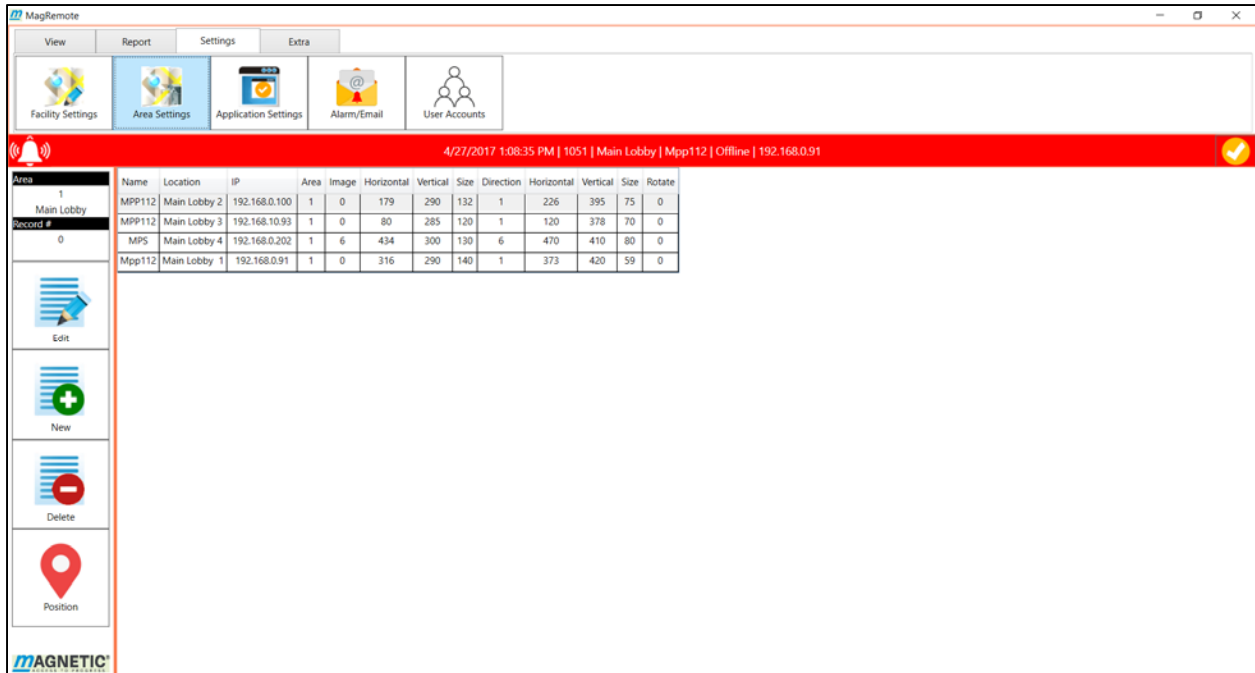 MagRemote
View Report Settings Extra
Facility Settings Area Settings Application Settings Alarm/Email User Accounts
4/27/2017 1:08:35 PM | 1051 | Main Lobby | Mpp112 | Offline | 192.168.0.91
Area
1
Main Lobby
Record #
0
Name Location IP Area Image Horizontal Vertical Size Direction Horizontal Vertical Size Rotate
MPP112 Main Lobby 2 192.168.0.100 1 0 179 290 132 1 226 395 75 0
MPP112 Main Lobby 3 192.168.10.93 1 0 80 285 120 1 120 378 70 0
MPS Main Lobby 4 192.168.0.202 1 6 434 300 130 6 470 410 80 0
Mpp112 Main Lobby 1 192.168.0.91 1 0 316 290 140 1 373 420 59 0
Edit
New
Delete
Position
MAGNETIC
ACCESS TO PROGRESS